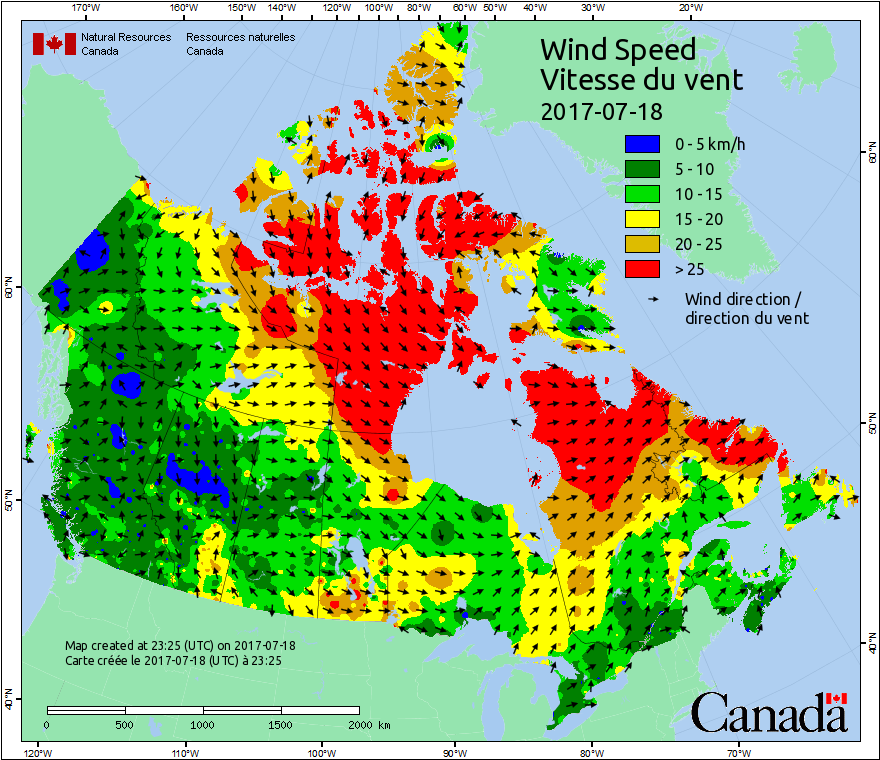 170°W 160°W 150°W 140°W 130°W 120°W 110°W 100°W 90°W 80°W 70°W 60°W 50°W 40°W 30°W 20°W
Natural Resources Ressources naturelles
Canada Canada
Wind Speed
Vitesse du vent
2017-07-18
0 - 5 km/h
5 - 10
10 - 15
15 - 20
20 - 25
> 25
Wind direction /
direction du vent
60°N
60°N
50°N
50°N
40°N
40°N
Map created at 23:25 (UTC) on 2017-07-18
Carte créée le 2017-07-18 (UTC) à 23:25
0 500 1000 1500 2000 km
Canada
120°W 110°W 100°W 90°W 80°W 70°W